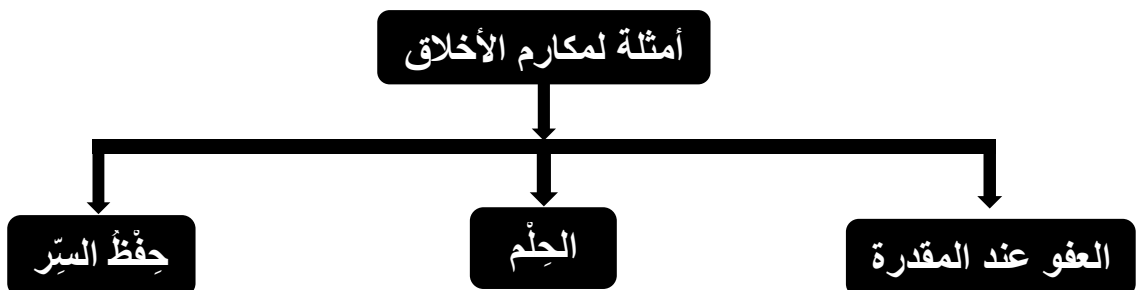 أمثلة لمكارم الأخلاق
العفو عند المقدرة
الحِلْم
حِفْظُ السِّر